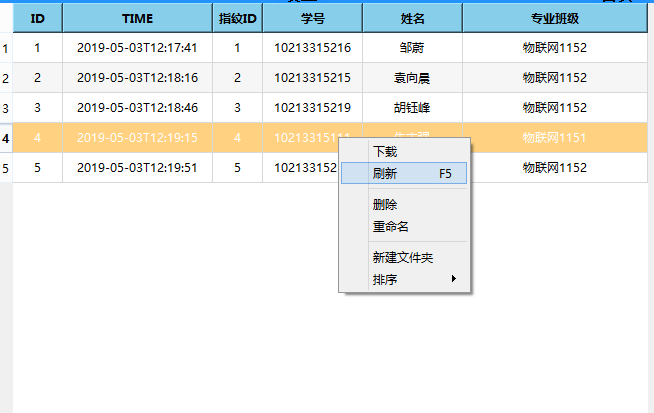 ID TIME 指纹ID 学号 姓名 专业班级
1 1 2019-05-03T12:17:41 1 10213315216 邹蔚 物联网1152
2 2 2019-05-03T12:18:16 2 10213315215 袁向晨 物联网1152
3 3 2019-05-03T12:18:46 3 10213315219 胡钰峰 物联网1152
4 4 2019-05-03T12:19:15 4 物联网1151
5 5 2019-05-03T12:19:51 5 物联网1152
下载
刷新 F5
删除
重命名
新建文件夹
排序